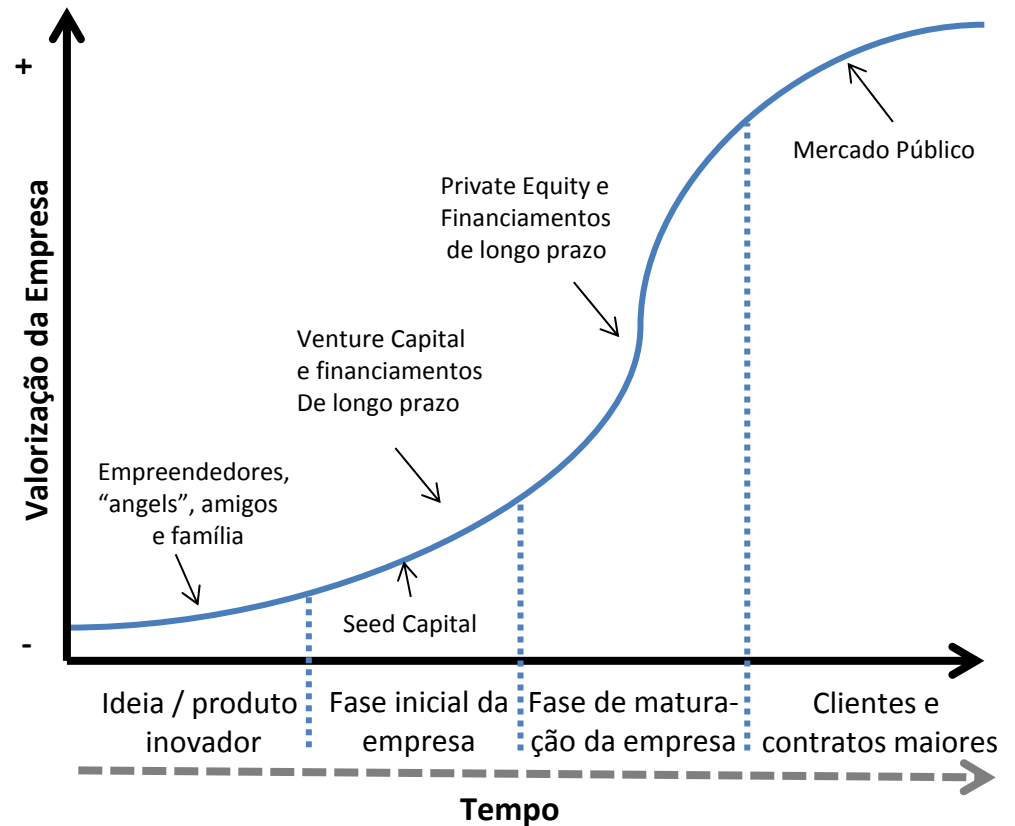 +
Valorização da Empresa
-
Mercado Público
Private Equity e
Financiamentos
de longo prazo
Venture Capital
e financiamentos
De longo prazo
Empreendedores,
“angels”, amigos
e família
Seed Capital
Ideia / produto
inovador
Fase inicial da
empresa
Fase de matura-
ção da empresa
Clientes e
contratos maiores
Tempo